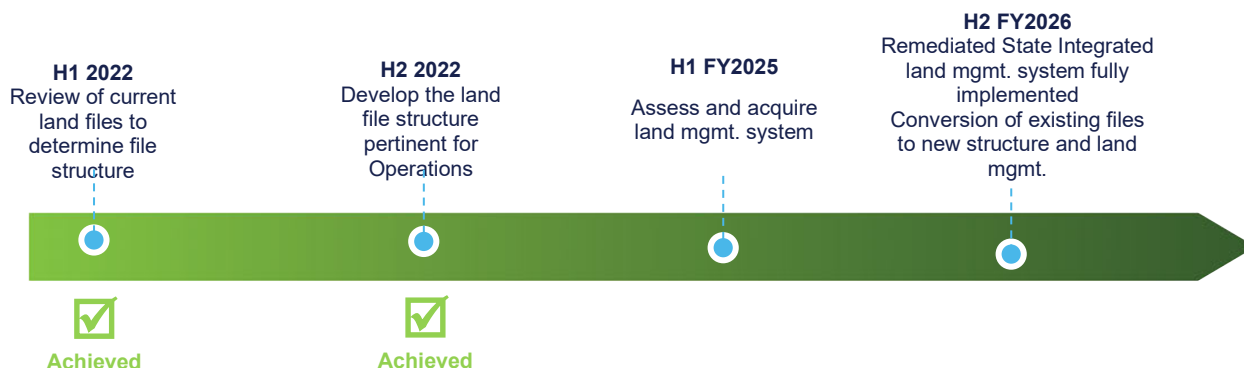 H1 2022
Review of current
land files to
determine file
structure
H2 2022
Develop the land
file structure
pertinent for
Operations
H1 FY2025
Assess and acquire
land mgmt. system
H2 FY2026
Remediated State Integrated
land mgmt. system fully
implemented
Conversion of existing files
to new structure and land
mgmt.
Achieved
Achieved